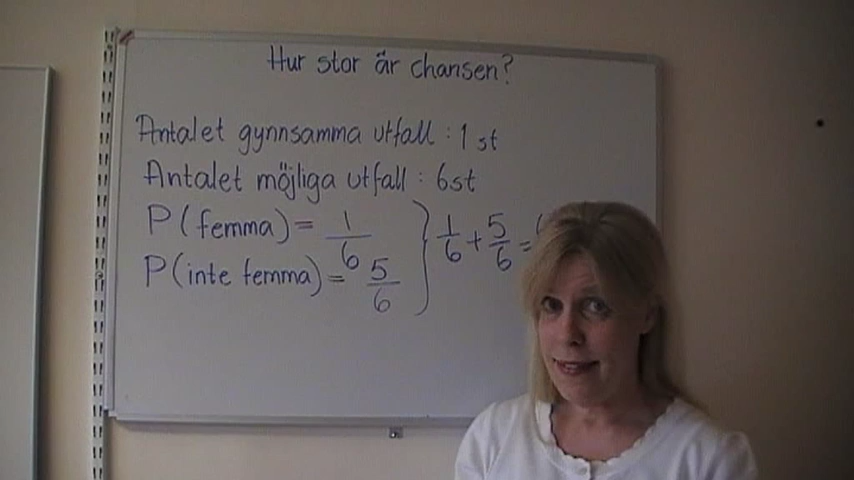 Hur stor är chansen?
Antalet gynnsamma utfall : 1 st
Antalet möjliga utfall : 6st
P(femma) = 1/6
P(inte femma) = 5/6
} 1/6 + 5/6 =